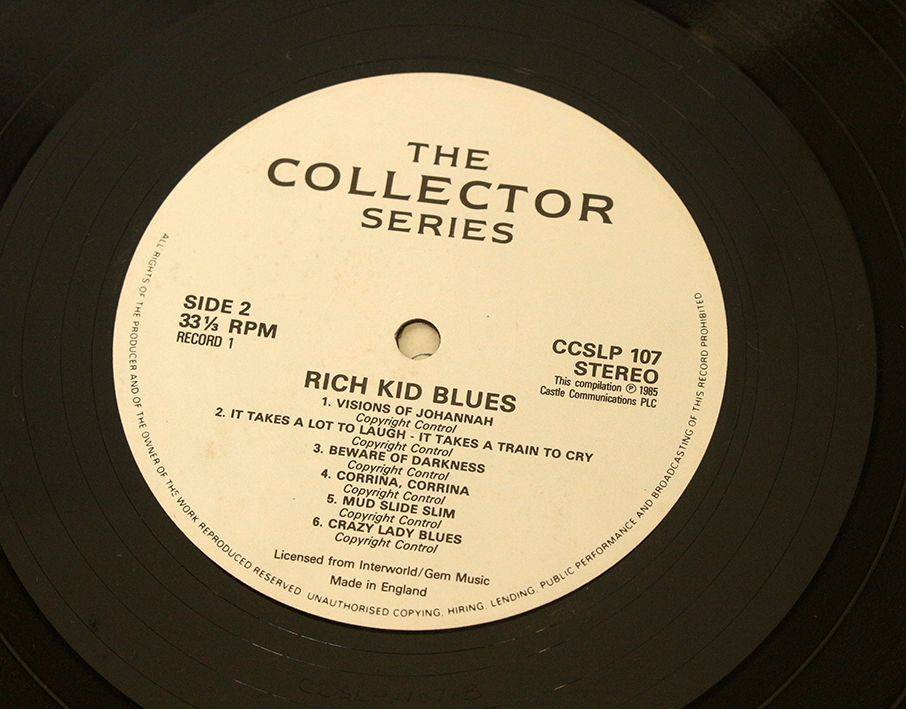 THE
COLLECTOR
SERIES
SIDE 2
33 ⅓ RPM
RECORD 1
CCSLP 107
STEREO
This compilation ℗ 1985
Castle Communications PLC
RICH KID BLUES
1. VISIONS OF JOHANNAH
Copyright Control
2. IT TAKES A LOT TO LAUGH - IT TAKES A TRAIN TO CRY
Copyright Control
3. BEWARE OF DARKNESS
Copyright Control
4. CORRINA, CORRINA
Copyright Control
5. MUD SLIDE SLIM
Copyright Control
6. CRAZY LADY BLUES
Copyright Control
Licensed from Interworld/Gem Music
Made in England
ALL RIGHTS OF THE PRODUCER AND OF THE OWNER OF THE WORK REPRODUCED RESERVED. UNAUTHORISED COPYING, HIRING, LENDING, PUBLIC PERFORMANCE AND BROADCASTING OF THIS RECORD PROHIBITED